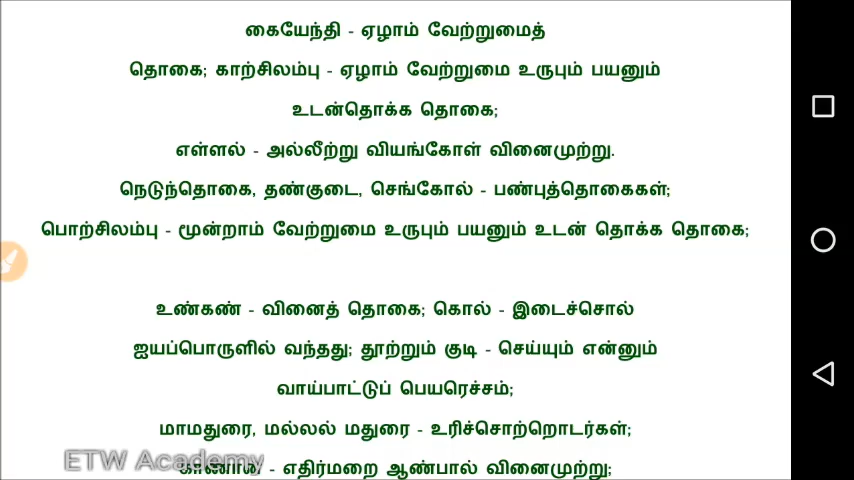 கையேந்தி - ஏழாம் வேற்றுமைத்
தொகை; காற்சிலம்பு - ஏழாம் வேற்றுமை உருபும் பயனும்
உடன்தொக்க தொகை;
எள்ளல் - அல்லீற்று வியங்கோள் வினைமுற்று.
நெடுந்தொகை, தண்குடை, செங்கோல் - பண்புத்தொகைகள்;
பொற்சிலம்பு - மூன்றாம் வேற்றுமை உருபும் பயனும் உடன் தொக்க தொகை;
உண்கண் - வினைத் தொகை; கொல் - இடைச்சொல்
ஐயப்பொருளில் வந்தது; தூற்றும் குடி - செய்யும் என்னும்
வாய்பாட்டுப் பெயரெச்சம்;
மாமதுரை, மல்லல் மதுரை - உரிச்சொற்றொடர்கள்;
- எதிர்மறை ஆண்பால் வினைமுற்று;
ETW Academy